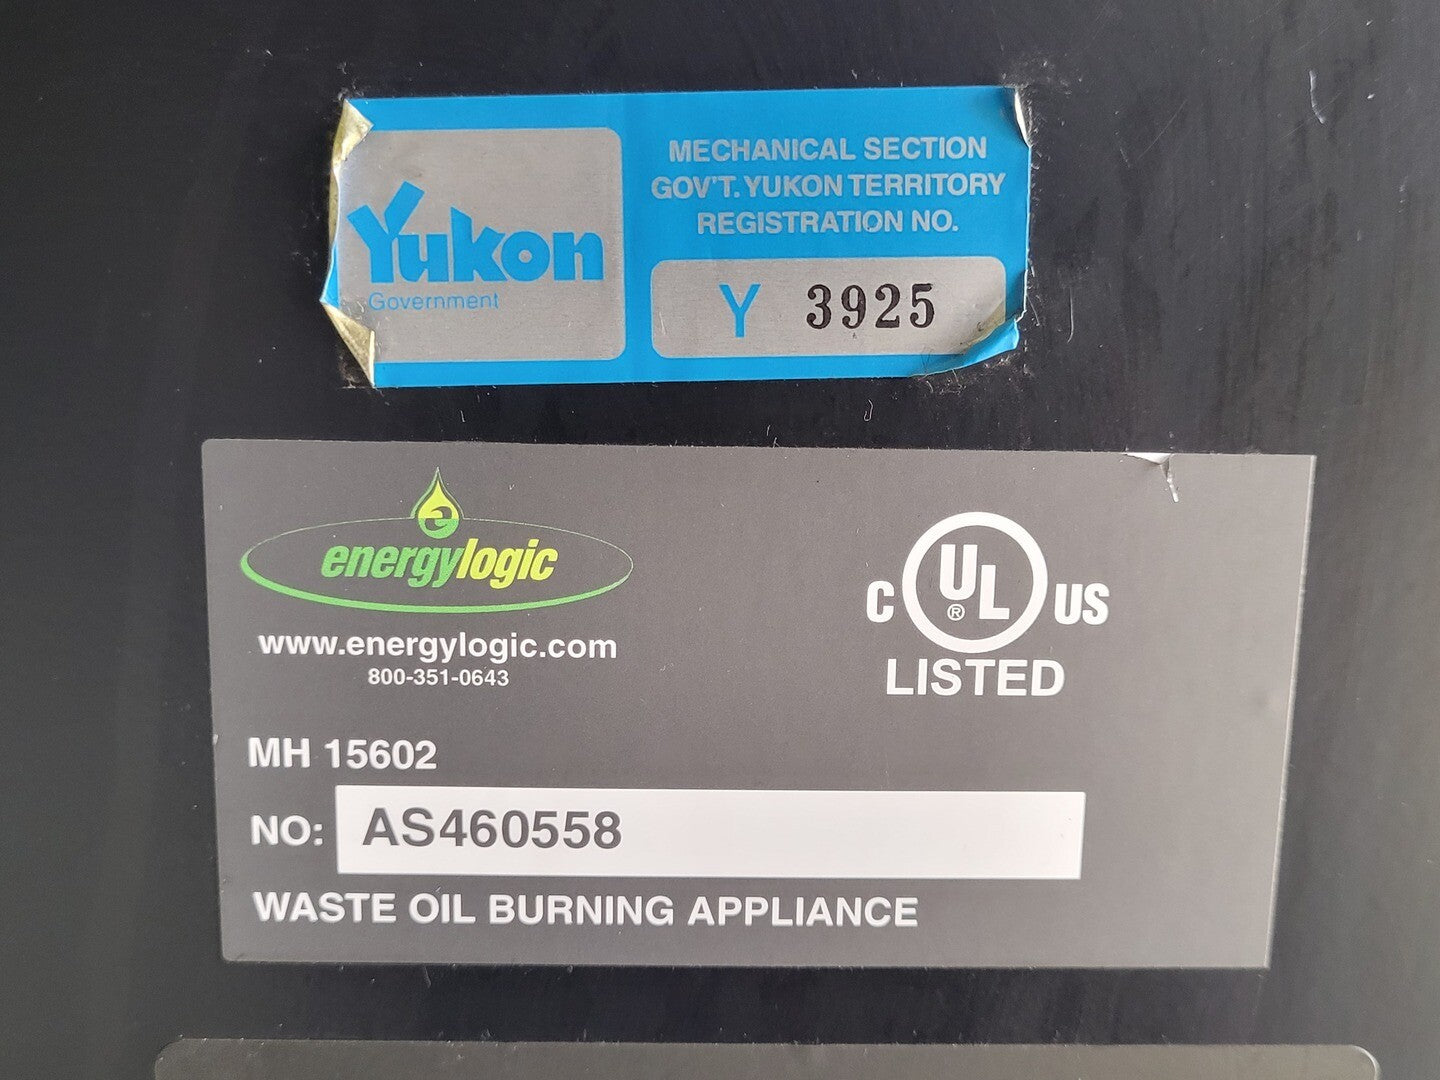 Yukon
Government
MECHANICAL SECTION
GOV'T. YUKON TERRITORY
REGISTRATION NO.
Y 3925
energylogic
www.energylogic.com
800-351-0643
C UL® US
LISTED
MH 15602
NO: AS460558
WASTE OIL BURNING APPLIANCE